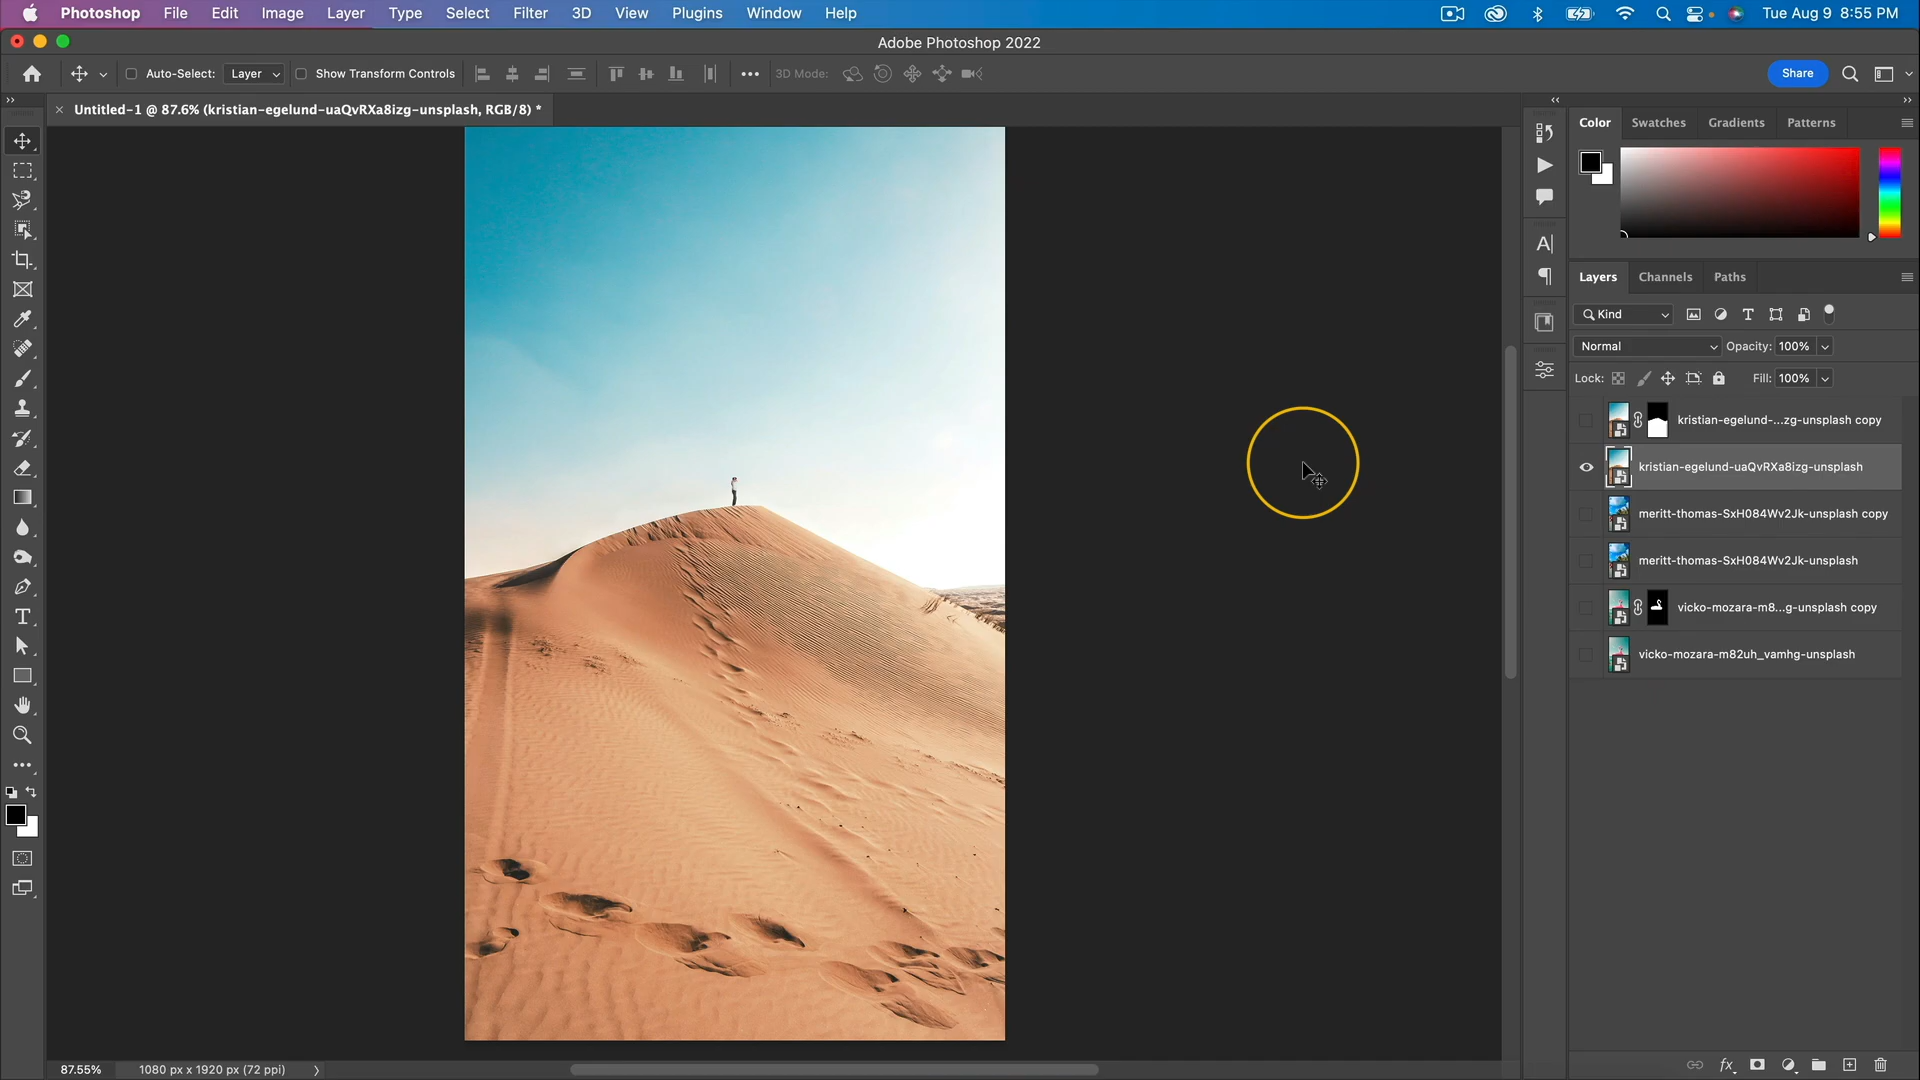 Photoshop File Edit Image Layer Type Select Filter 3D View Plugins Window Help Tue Aug 9 8:55 PM
Adobe Photoshop 2022
Auto-Select: Layer Show Transform Controls 3D Mode: Share
Untitled-1 @ 87.6% (kristian-egelund-uaQvRXa8izg-unsplash, RGB/8) *
Color Swatches Gradients Patterns
Layers Channels Paths
Kind
Normal Opacity: 100%
Lock: Fill: 100%
kristian-egelund-...zg-unsplash copy
kristian-egelund-uaQvRXa8izg-unsplash
meritt-thomas-SxH084Wv2Jk-unsplash copy
meritt-thomas-SxH084Wv2Jk-unsplash
vicko-mozara-m8...g-unsplash copy
vicko-mozara-m82uh_vamhg-unsplash
87.55% 1080 px x 1920 px (72 ppi)